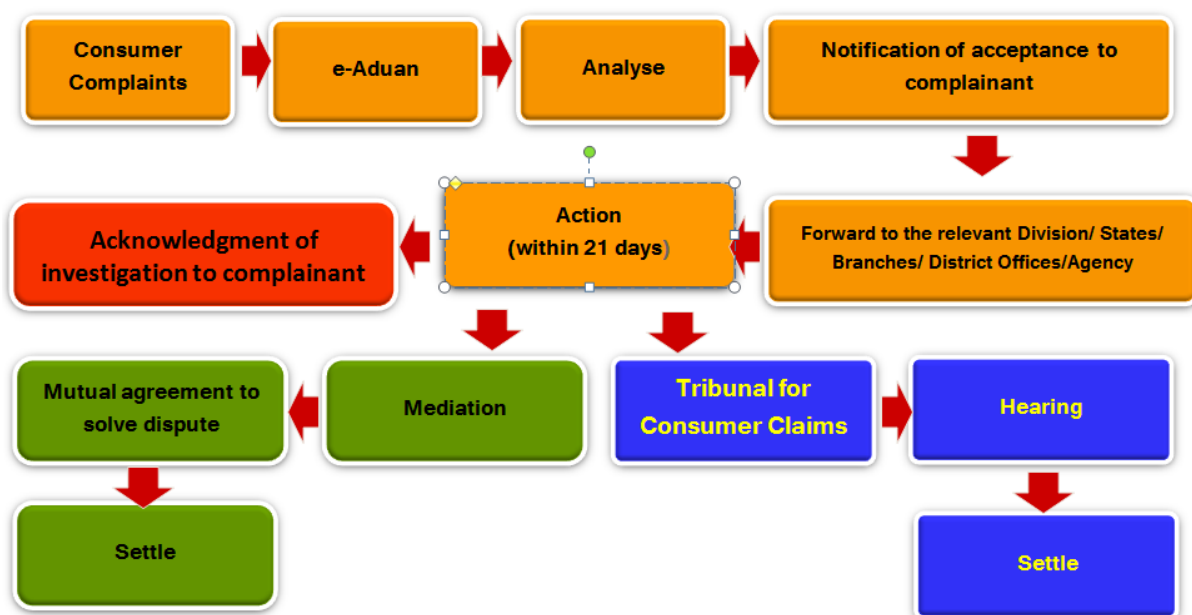 Consumer
Complaints
e-Aduan
Analyse
Notification of acceptance to
complainant
Acknowledgment of
investigation to complainant
Action
(within 21 days)
Forward to the relevant Division/ States/
Branches/ District Offices/Agency
Mutual agreement to
solve dispute
Mediation
Tribunal for
Consumer Claims
Hearing
Settle
Settle